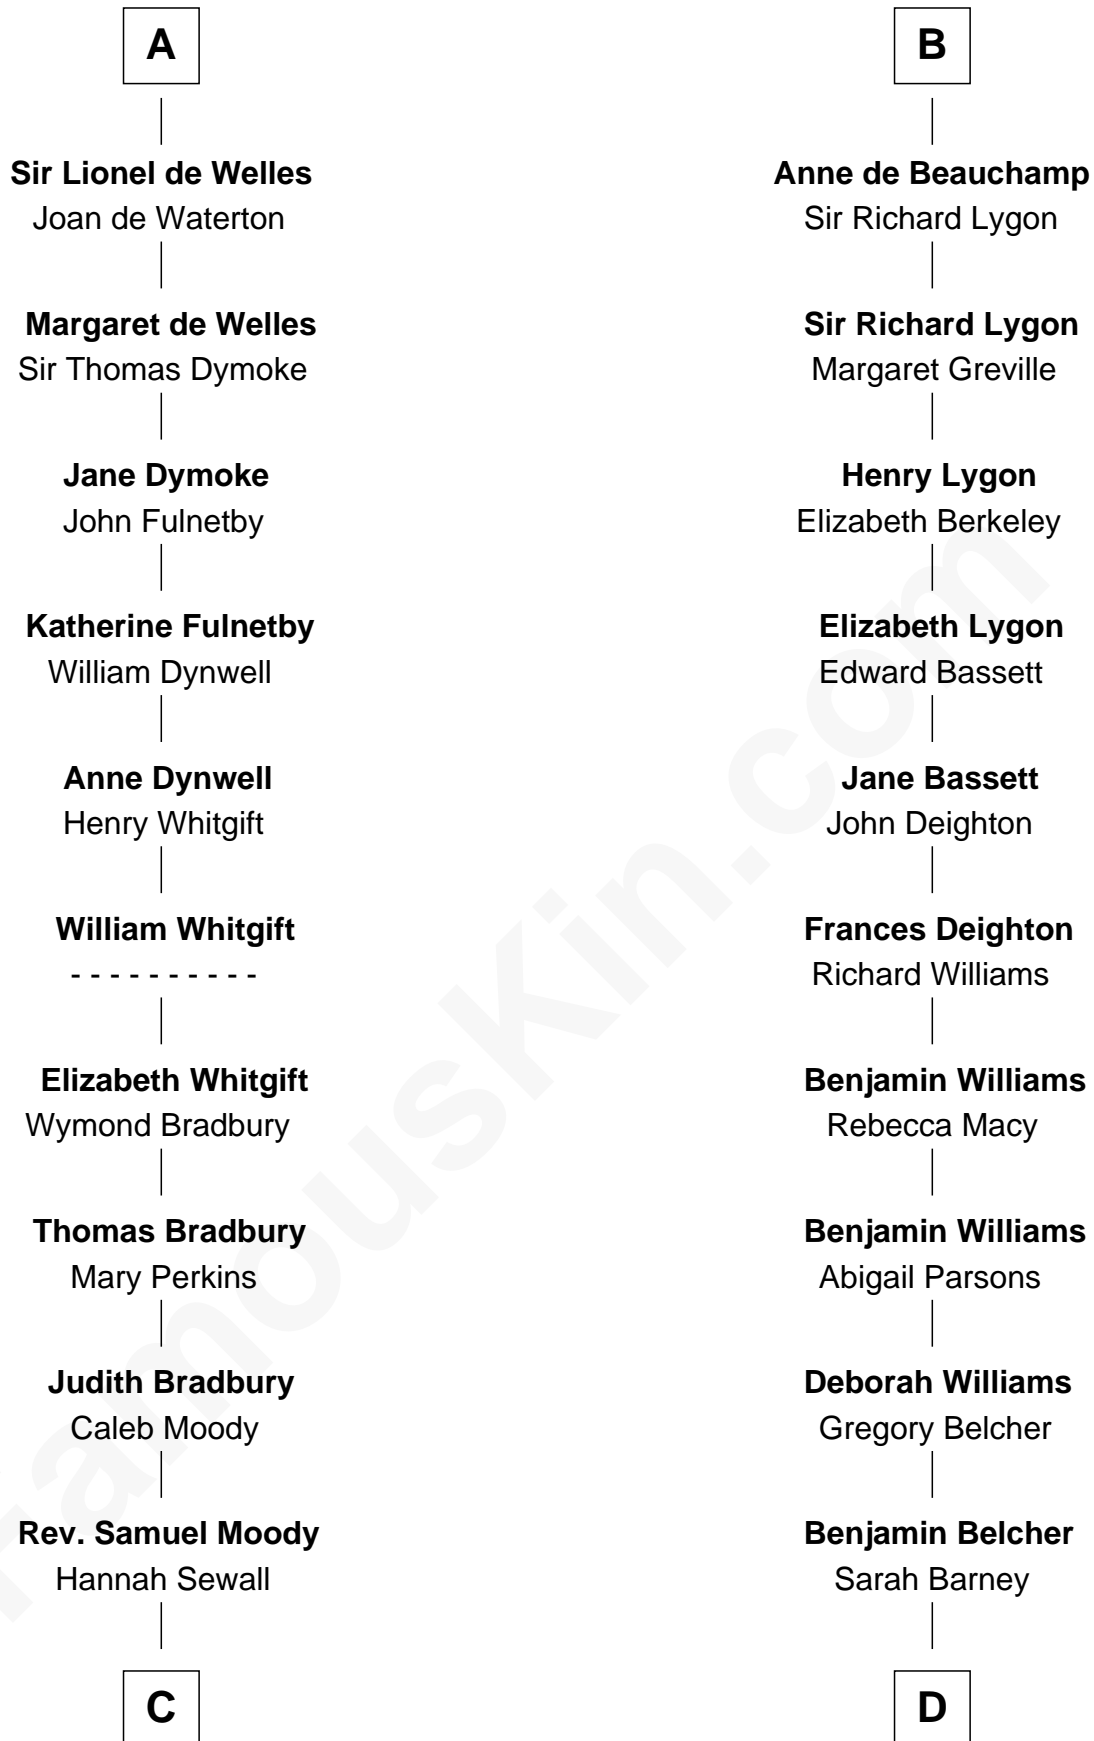 A
Sir Lionel de Welles
Joan de Waterton
Margaret de Welles
Sir Thomas Dymoke
Jane Dymoke
John Fulnetby
Katherine Fulnetby
William Dynwell
Anne Dynwell
Henry Whitgift
William Whitgift
- - - - - - - - - -
Elizabeth Whitgift
Wymond Bradbury
Thomas Bradbury
Mary Perkins
Judith Bradbury
Caleb Moody
Rev. Samuel Moody
Hannah Sewall
C
B
Anne de Beauchamp
Sir Richard Lygon
Sir Richard Lygon
Margaret Greville
Henry Lygon
Elizabeth Berkeley
Elizabeth Lygon
Edward Bassett
Jane Bassett
John Deighton
Frances Deighton
Richard Williams
Benjamin Williams
Rebecca Macy
Benjamin Williams
Abigail Parsons
Deborah Williams
Gregory Belcher
Benjamin Belcher
Sarah Barney
D
FamousKin.com